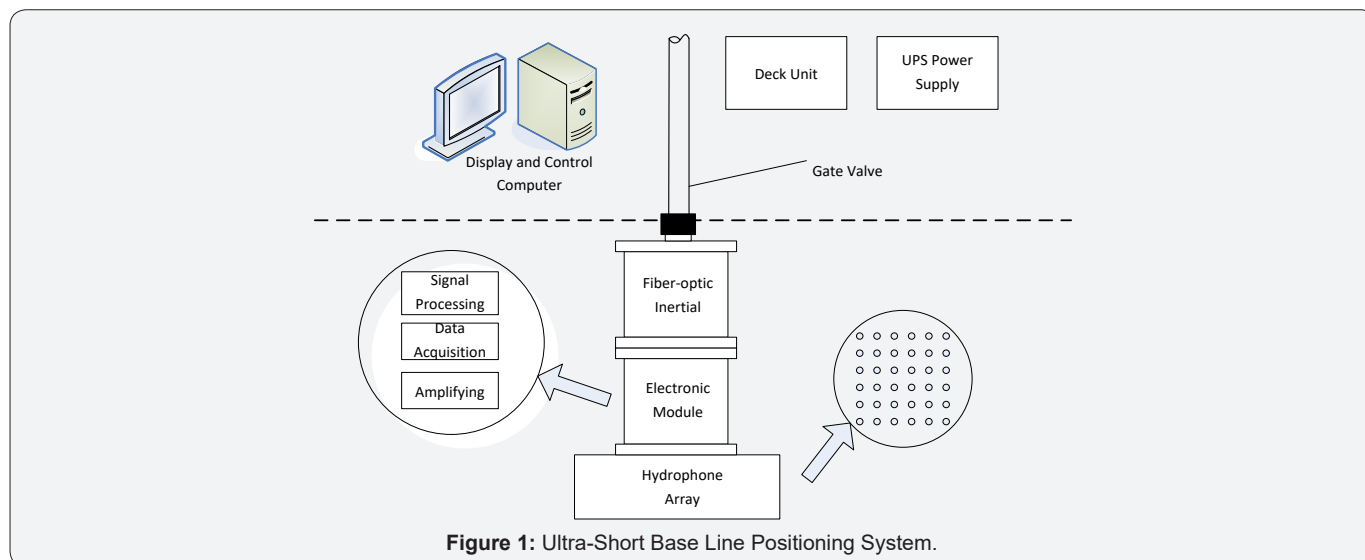 Deck Unit
UPS Power
Supply
Display and Control
Computer
Gate Valve
Signal
Processing
Data
Acquisition
Amplifying
Fiber-optic
Inertial
Electronic
Module
Hydrophone
Array
Figure 1: Ultra-Short Base Line Positioning System.